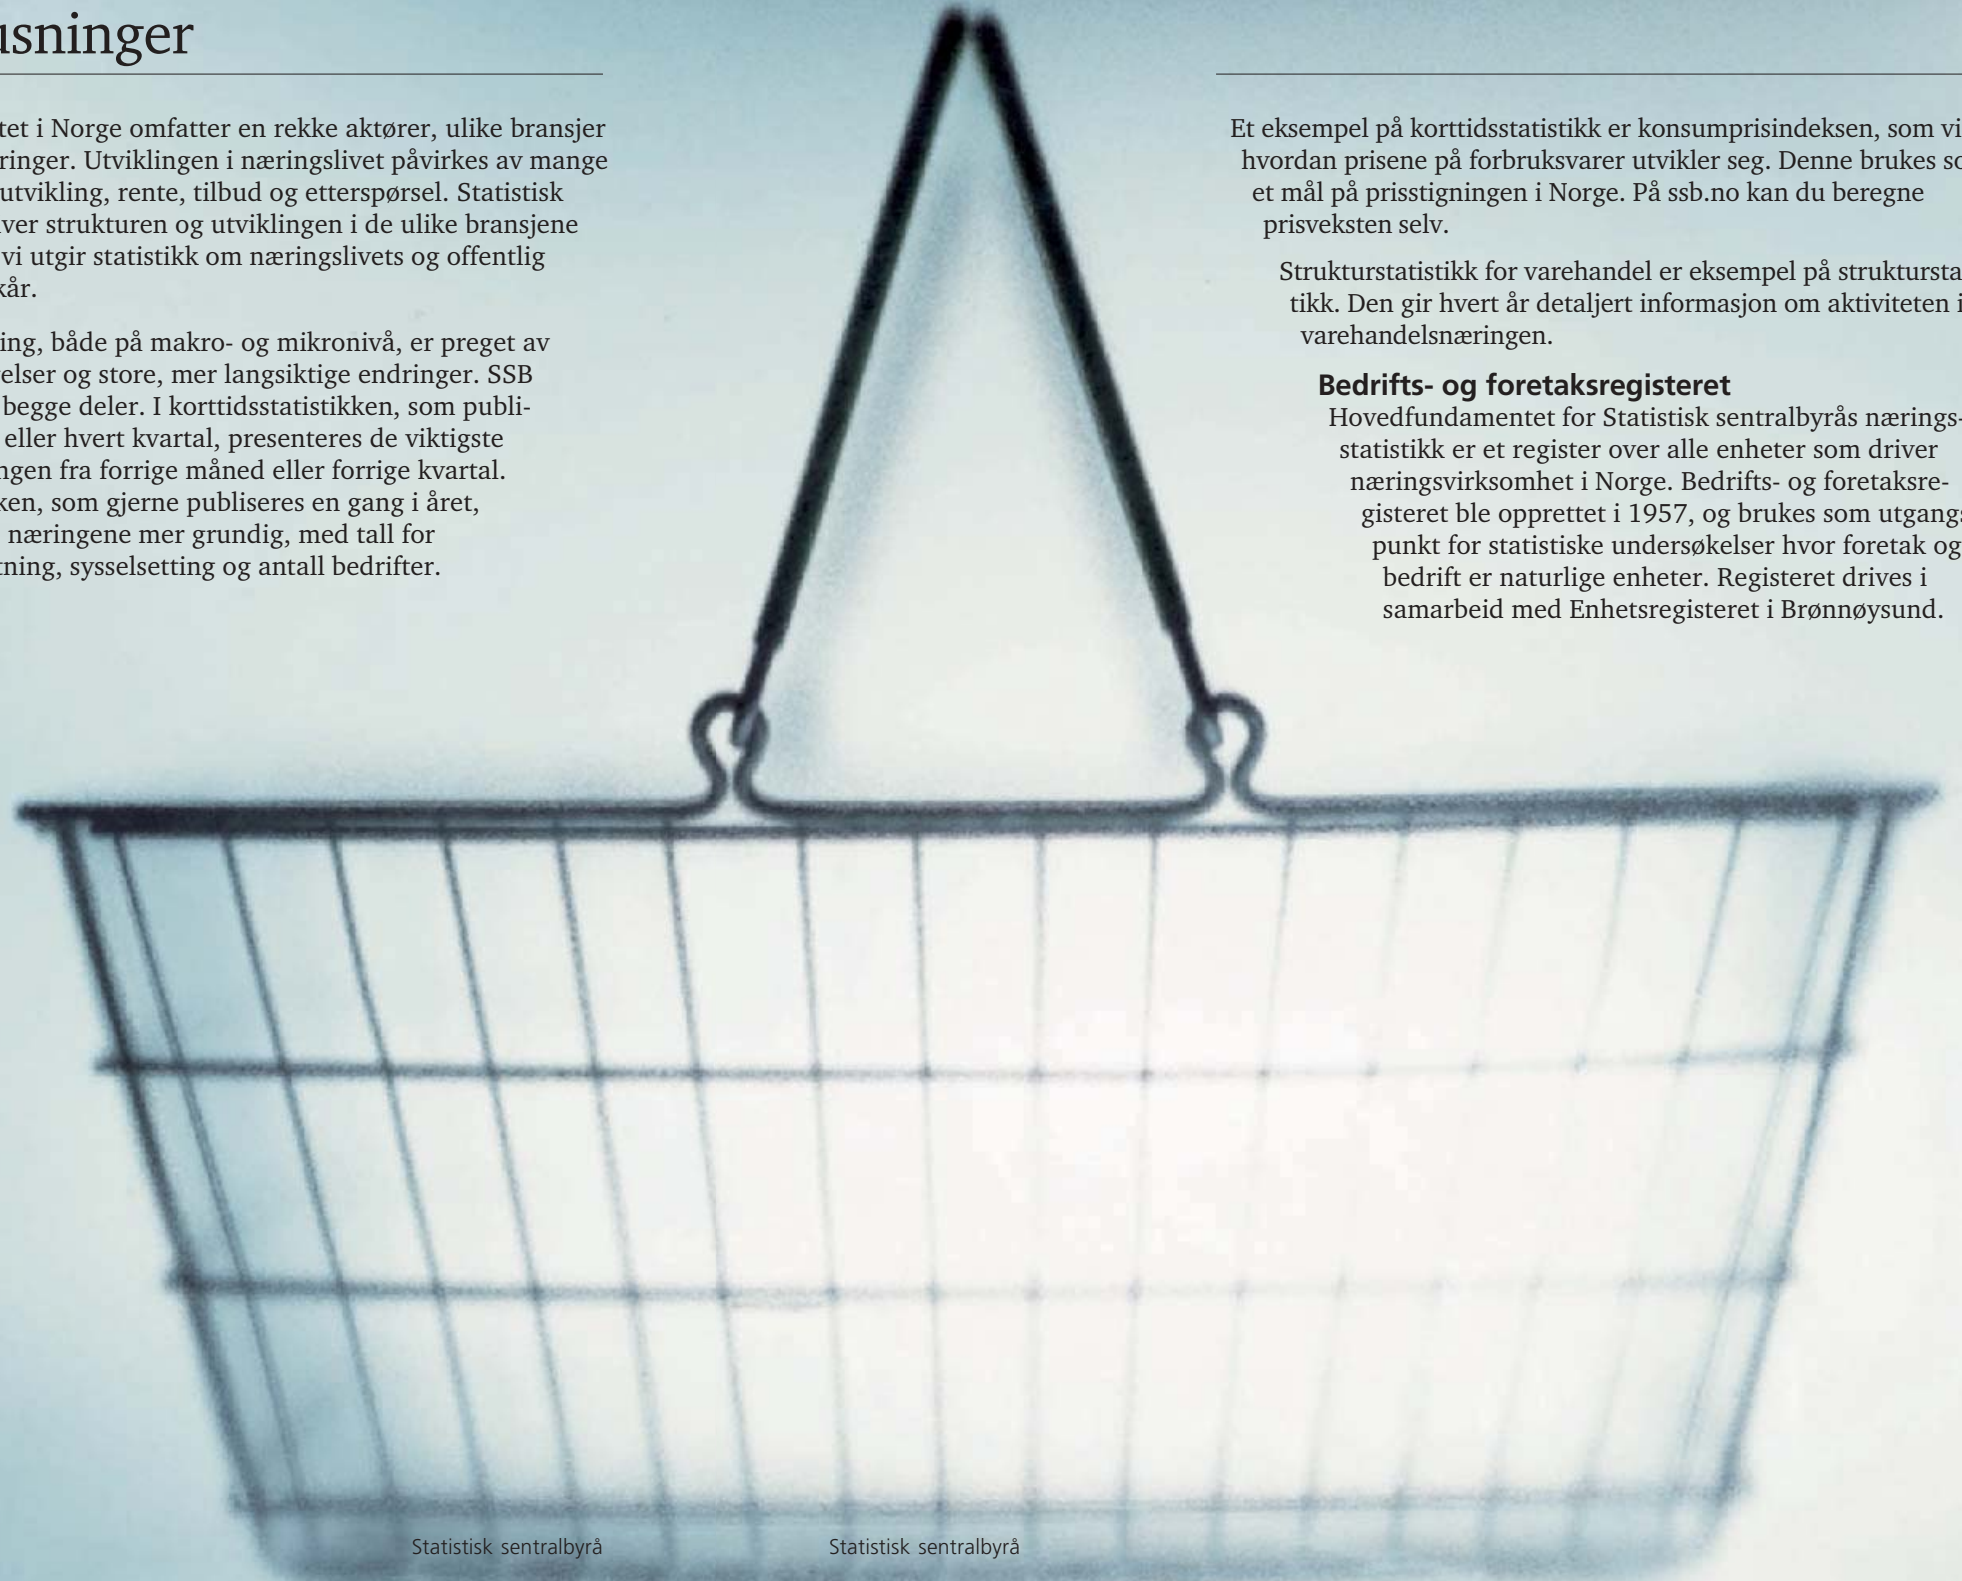 usninger
tet i Norge omfatter en rekke aktører, ulike bransjer
ringer. Utviklingen i næringslivet påvirkes av mange
utvikling, rente, tilbud og etterspørsel. Statistisk
ver strukturen og utviklingen i de ulike bransjene
vi utgir statistikk om næringslivets og offentlig
kår.
ing, både på makro- og mikronivå, er preget av
elser og store, mer langsiktige endringer. SSB
begge deler. I korttidsstatistikken, som publi-
eller hvert kvartal, presenteres de viktigste
ngen fra forrige måned eller forrige kvartal.
ken, som gjerne publiseres en gang i året,
næringene mer grundig, med tall for
tning, sysselsetting og antall bedrifter.
Statistisk sentralbyrå
Et eksempel på korttidsstatistikk er konsumprisindeksen, som vi
hvordan prisene på forbruksvarer utvikler seg. Denne brukes so
et mål på prisstigningen i Norge. På ssb.no kan du beregne
prisveksten selv.
Strukturstatistikk for varehandel er eksempel på struktursta
tikk. Den gir hvert år detaljert informasjon om aktiviteten i
varehandelsnæringen.
Bedrifts- og foretaksregisteret
Hovedfundamentet for Statistisk sentralbyrås nærings-
statistikk er et register over alle enheter som driver
næringsvirksomhet i Norge. Bedrifts- og foretaksre-
gisteret ble opprettet i 1957, og brukes som utgangs
punkt for statistiske undersøkelser hvor foretak og
bedrift er naturlige enheter. Registeret drives i
samarbeid med Enhetsregisteret i Brønnøysund.
Statistisk sentralbyrå